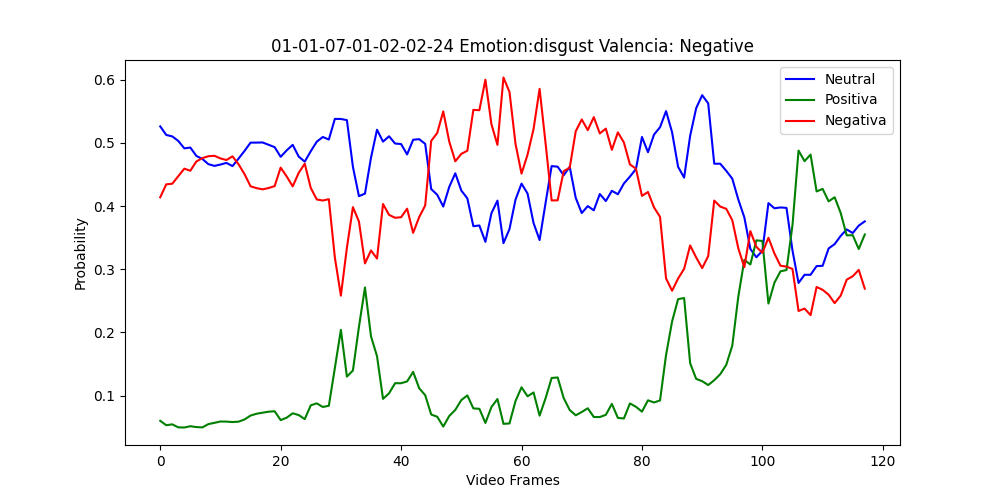 01-01-07-01-02-02-24 Emotion:disgust Valencia: Negative
Neutral
Positiva
Negativa
Probability
0.6
0.5
0.4
0.3
0.2
0.1
0 20 40 60 80 100 120
Video Frames